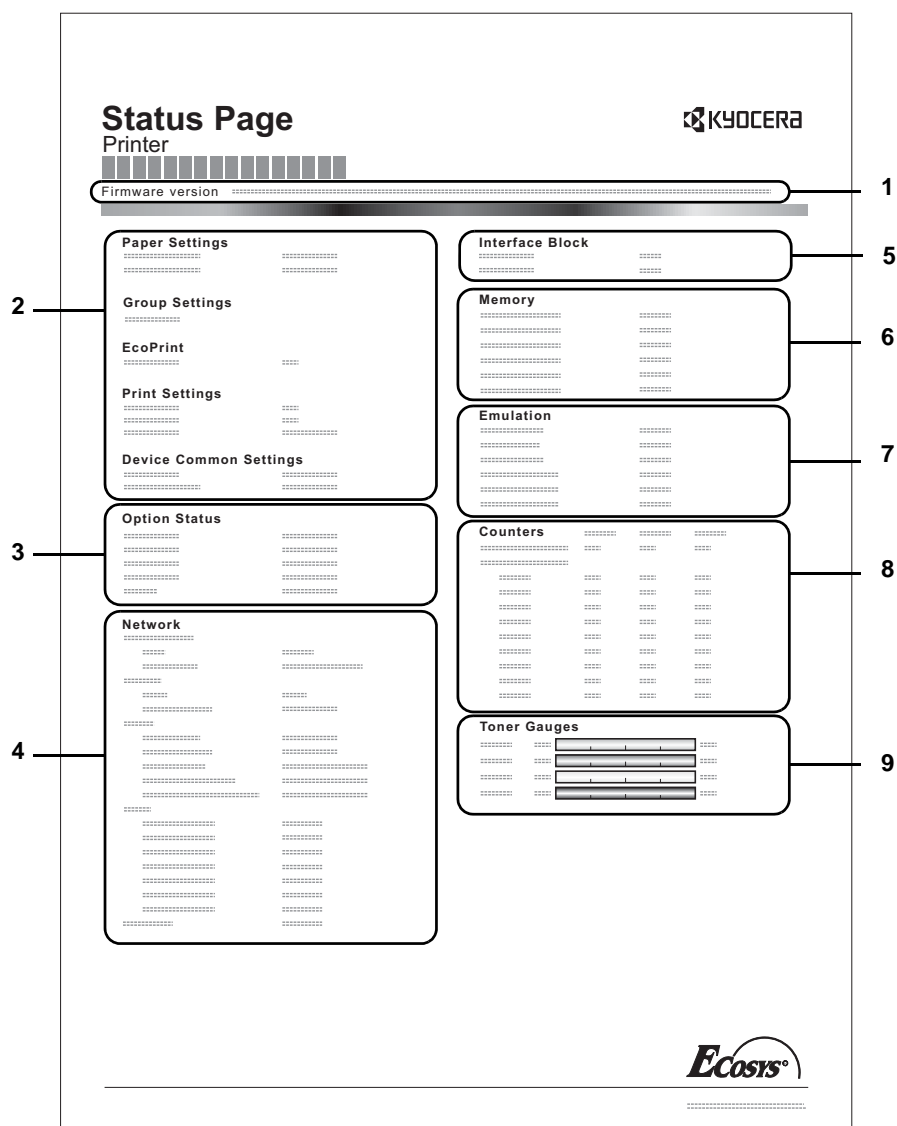 Status Page
KYOCERA
Printer
Firmware version
1
Paper Settings
Group Settings
EcoPrint
Print Settings
Device Common Settings
2
Option Status
3
Network
4
Interface Block
5
Memory
6
Emulation
7
Counters
8
Toner Gauges
9
ECOSYS